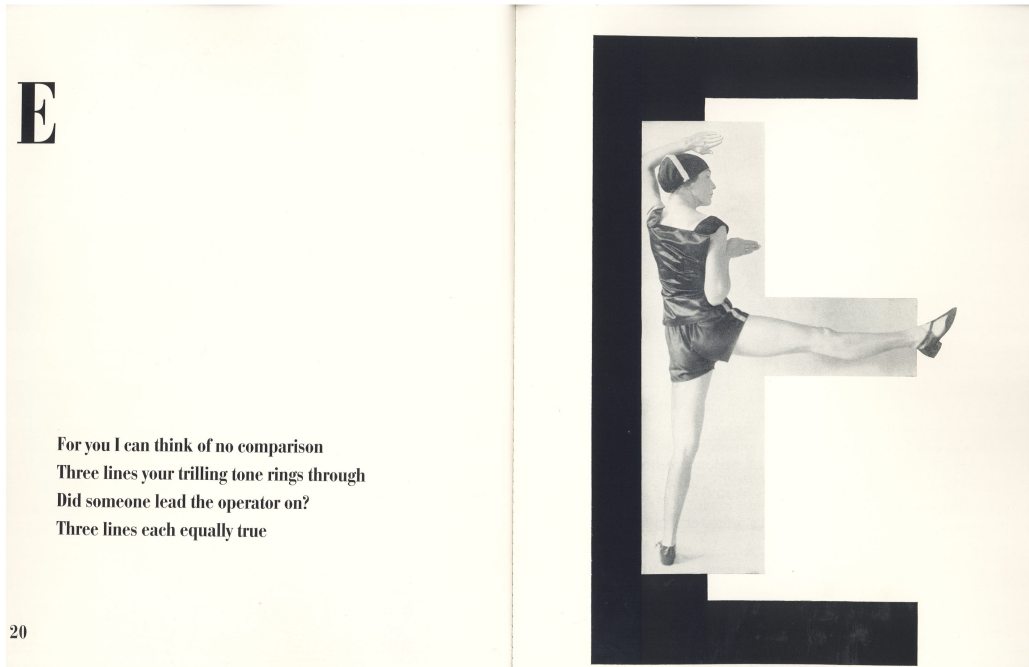 E
For you I can think of no comparison
Three lines your trilling tone rings through
Did someone lead the operator on?
Three lines each equally true
20